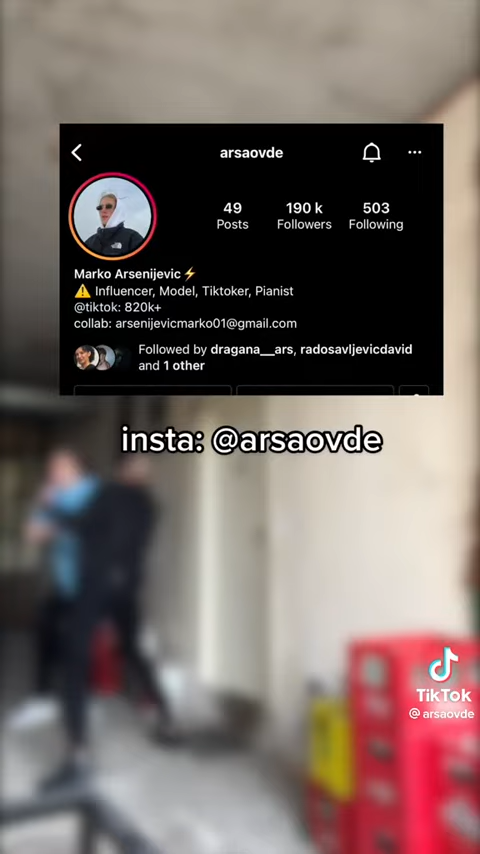 arsaovde
49
Posts
190 k
Followers
503
Following
Marko Arsenijevic⚡
⚠️ Influencer, Model, Tiktoker, Pianist
@tiktok: 820k+
collab: arsenijevicmarko01@gmail.com
Followed by dragana__ars, radosavljevicdavid
and 1 other
insta: @arsaovde
TikTok
@arsaovde